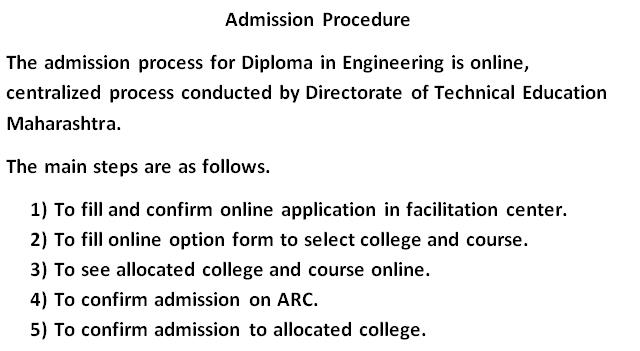 Admission Procedure
The admission process for Diploma in Engineering is online,
centralized process conducted by Directorate of Technical Education
Maharashtra.
The main steps are as follows.
1) To fill and confirm online application in facilitation center.
2) To fill online option form to select college and course.
3) To see allocated college and course online.
4) To confirm admission on ARC.
5) To confirm admission to allocated college.